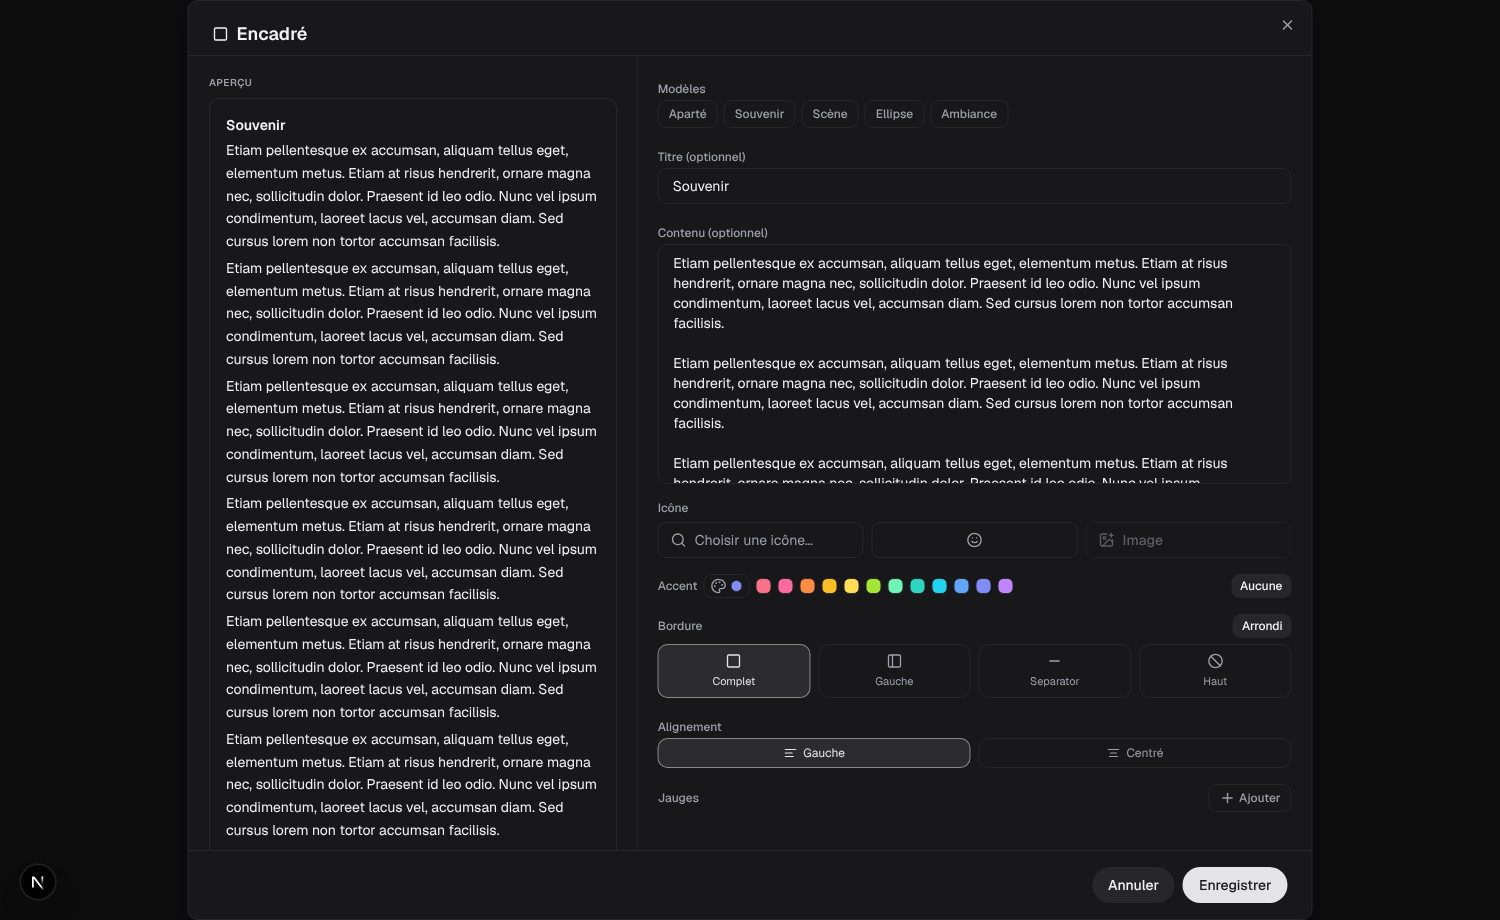 Encadré
APERÇU
Souvenir
Etiam pellentesque ex accumsan, aliquam tellus eget,
elementum metus. Etiam at risus hendrerit, ornare magna
nec, sollicitudin dolor. Praesent id leo odio. Nunc vel ipsum
condimentum, laoreet lacus vel, accumsan diam. Sed
cursus lorem non tortor accumsan facilisis.
Etiam pellentesque ex accumsan, aliquam tellus eget,
elementum metus. Etiam at risus hendrerit, ornare magna
nec, sollicitudin dolor. Praesent id leo odio. Nunc vel ipsum
condimentum, laoreet lacus vel, accumsan diam. Sed
cursus lorem non tortor accumsan facilisis.
Etiam pellentesque ex accumsan, aliquam tellus eget,
elementum metus. Etiam at risus hendrerit, ornare magna
nec, sollicitudin dolor. Praesent id leo odio. Nunc vel ipsum
condimentum, laoreet lacus vel, accumsan diam. Sed
cursus lorem non tortor accumsan facilisis.
Etiam pellentesque ex accumsan, aliquam tellus eget,
elementum metus. Etiam at risus hendrerit, ornare magna
nec, sollicitudin dolor. Praesent id leo odio. Nunc vel ipsum
condimentum, laoreet lacus vel, accumsan diam. Sed
cursus lorem non tortor accumsan facilisis.
Etiam pellentesque ex accumsan, aliquam tellus eget,
elementum metus. Etiam at risus hendrerit, ornare magna
nec, sollicitudin dolor. Praesent id leo odio. Nunc vel ipsum
condimentum, laoreet lacus vel, accumsan diam. Sed
cursus lorem non tortor accumsan facilisis.
Etiam pellentesque ex accumsan, aliquam tellus eget,
elementum metus. Etiam at risus hendrerit, ornare magna
nec, sollicitudin dolor. Praesent id leo odio. Nunc vel ipsum
condimentum, laoreet lacus vel, accumsan diam. Sed
cursus lorem non tortor accumsan facilisis.
Modèles
Aparté Souvenir Scène Ellipse Ambiance
Titre (optionnel)
Souvenir
Contenu (optionnel)
Etiam pellentesque ex accumsan, aliquam tellus eget, elementum metus. Etiam at risus
hendrerit, ornare magna nec, sollicitudin dolor. Praesent id leo odio. Nunc vel ipsum
condimentum, laoreet lacus vel, accumsan diam. Sed cursus lorem non tortor accumsan
facilisis.
Etiam pellentesque ex accumsan, aliquam tellus eget, elementum metus. Etiam at risus
hendrerit, ornare magna nec, sollicitudin dolor. Praesent id leo odio. Nunc vel ipsum
condimentum, laoreet lacus vel, accumsan diam. Sed cursus lorem non tortor accumsan
facilisis.
Etiam pellentesque ex accumsan, aliquam tellus eget, elementum metus. Etiam at risus
hendrerit, ornare magna nec, sollicitudin dolor. Praesent id leo odio. Nunc vel ipsum
Icône
Choisir une icône... Image
Accent Aucune
Bordure Arrondi
Complet Gauche Separator Haut
Alignement
Gauche Centré
Jauges Ajouter
N
Annuler Enregistrer